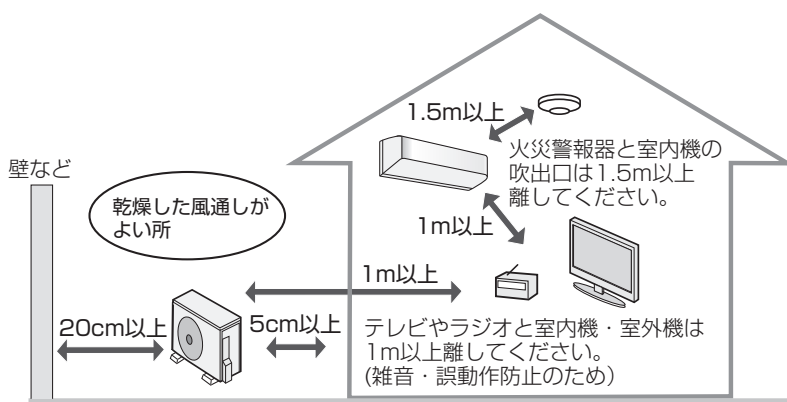 1.5m以上
火災警報器と室内機の
吹出口は1.5m以上
離してください。
壁など
乾燥した風通しが
よい所
1m以上
1m以上
20cm以上
5cm以上
テレビやラジオと室内機・室外機は
1m以上離してください。
(雑音・誤動作防止のため)